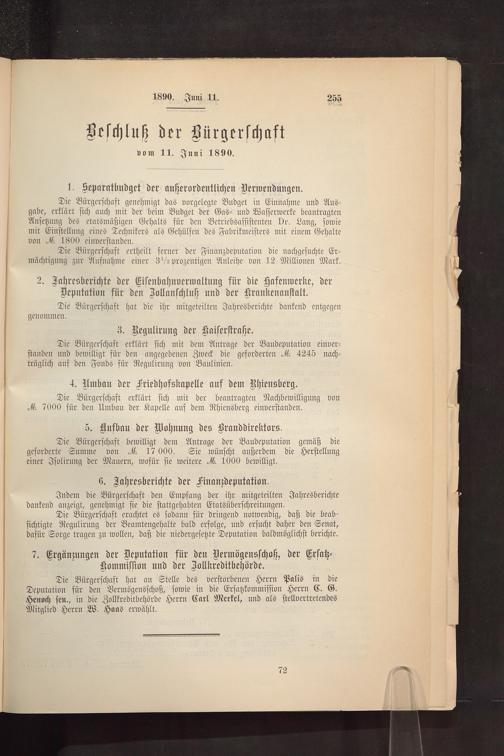 1890. Juni 11.
255
Beschluß der Bürgerschaft
vom 11. Juni 1890.
1. Separatbudget der außerordentlichen Verwendungen.
Die Bürgerschaft genehmigt das vorgelegte Budget in Einnahme und Aus-
gabe, erklärt sich auch mit der beim Budget der Gas- und Wasserwerke beantragten
Ansetzung des etatsmäßigen Gehalts für den Betriebsassistenten Dr. Lang, sowie
mit Einstellung eines Technikers als Gehülfen des Fabrikmeisters mit einem Gehalte
von ℳ. 1800 einverstanden.
Die Bürgerschaft ertheilt ferner der Finanzdeputation die nachgesuchte Er-
mächtigung zur Aufnahme einer 3½ prozentigen Anleihe von 12 Millionen Mark.
2. Jahresberichte der Eisenbahnverwaltung für die Hafenwerke, der
Deputation für den Zollanschluß und der Krankenanstalt.
Die Bürgerschaft hat die ihr mitgeteilten Jahresberichte dankend entgegen
genommen.
3. Regulirung der Kaiserstraße.
Die Bürgerschaft erklärt sich mit dem Antrage der Baudeputation einver-
standen und bewilligt für den angegebenen Zweck die geforderten ℳ. 4245 nach-
träglich auf den Fonds für Regulirung von Baulinien.
4. Umbau der Friedhofskapelle auf dem Rhiensberg.
Die Bürgerschaft erklärt sich mit der beantragten Nachbewilligung von
ℳ. 7000 für den Umbau der Kapelle auf dem Rhiensberg einverstanden.
5. Aufbau der Wohnung des Branddirektors.
Die Bürgerschaft bewilligt dem Antrage der Baudeputation gemäß die
geforderte Summe von ℳ. 17 000. Sie wünscht außerdem die Herstellung
einer Isolirung der Mauern, wofür sie weitere ℳ. 1000 bewilligt.
6. Jahresberichte der Finanzdeputation.
Indem die Bürgerschaft den Empfang der ihr mitgeteilten Jahresberichte
dankend anzeigt, genehmigt sie die stattgehabten Etatsüberschreitungen.
Die Bürgerschaft erachtet es sodann für dringend notwendig, daß die beab-
sichtigte Regulirung der Beamtengehalte bald erfolge, und ersucht daher den Senat,
dafür Sorge tragen zu wollen, daß die niedergesetzte Deputation baldmöglichst berichte.
7. Ergänzungen der Deputation für den Vermögensschoß, der Ersatz-
Kommission und der Zollkreditbehörde.
Die Bürgerschaft hat an Stelle des verstorbenen Herrn Palis in die
Deputation für den Vermögensschoß, sowie in die Ersatzkommission Herrn C. G.
Hensch sen., in die Zollkreditbehörde Herrn Carl Merkel, und als stellvertretendes
Mitglied Herrn W. Haas erwählt.
72